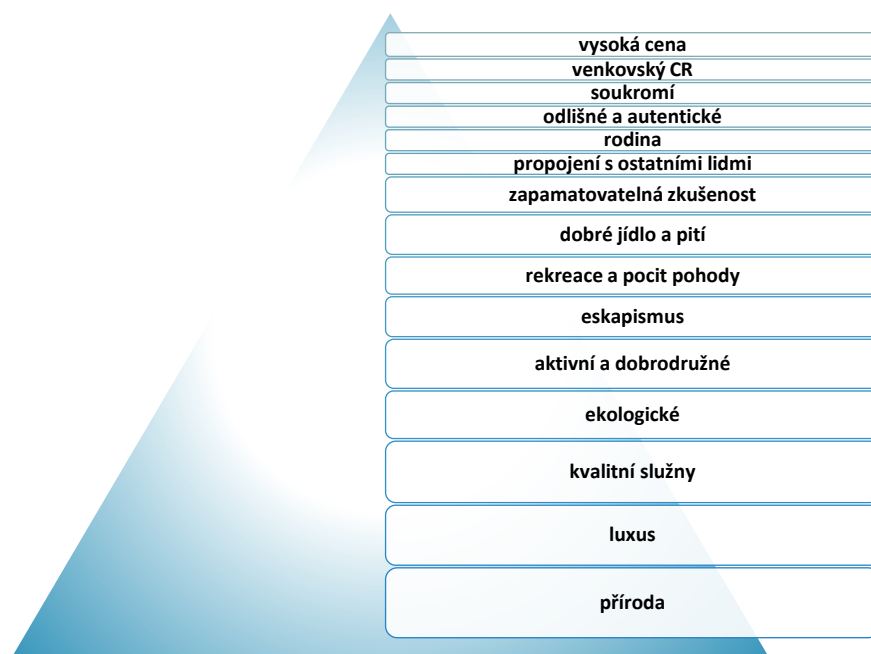 vysoká cena
venkovský CR
soukromí
odlišné a autentické
rodina
propojení s ostatními lidmi
zapamatovatelná zkušenost
dobré jídlo a pití
rekreace a pocit pohody
eskapismus
aktivní a dobrodružné
ekologické
kvalitní služny
luxus
příroda